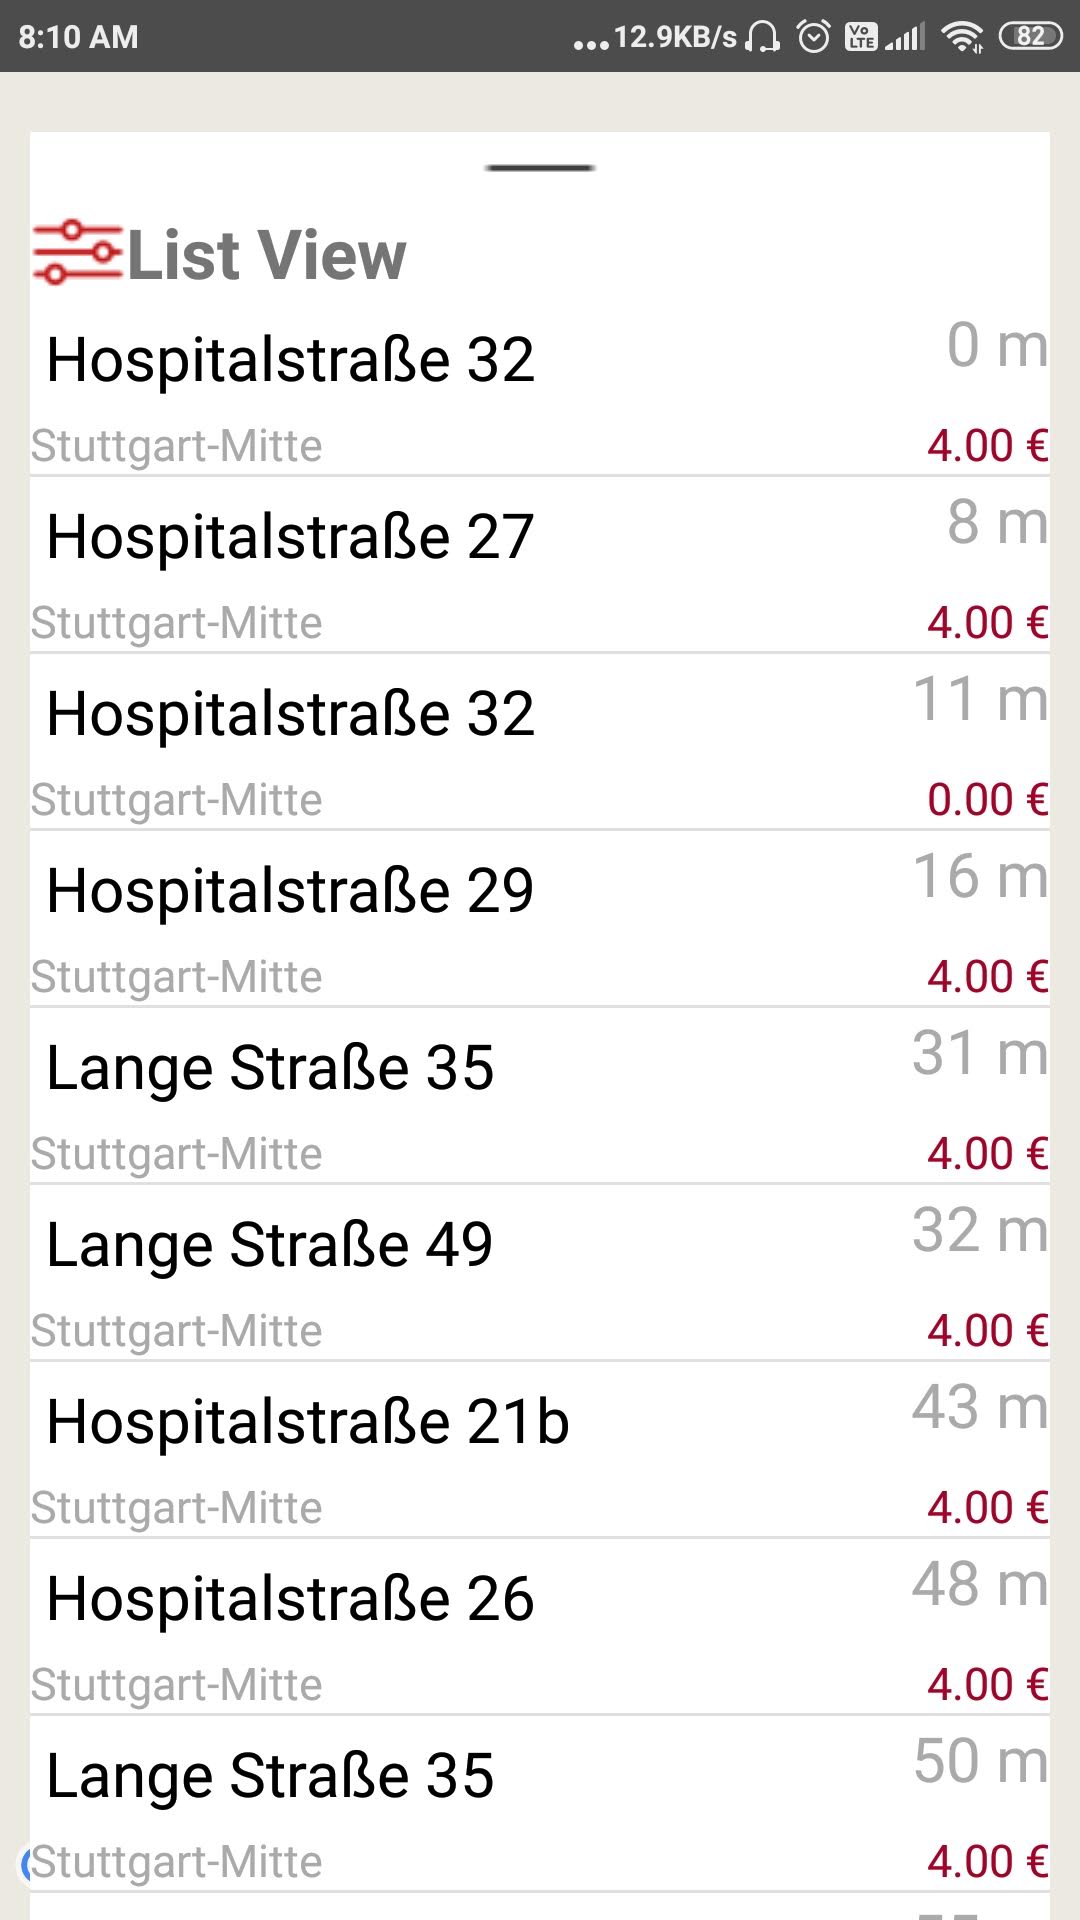 8:10 AM ...12.9KB/s Vo LTE 82
List View
Hospitalstraße 32 0 m
Stuttgart-Mitte 4.00 €
Hospitalstraße 27 8 m
Stuttgart-Mitte 4.00 €
Hospitalstraße 32 11 m
Stuttgart-Mitte 0.00 €
Hospitalstraße 29 16 m
Stuttgart-Mitte 4.00 €
Lange Straße 35 31 m
Stuttgart-Mitte 4.00 €
Lange Straße 49 32 m
Stuttgart-Mitte 4.00 €
Hospitalstraße 21b 43 m
Stuttgart-Mitte 4.00 €
Hospitalstraße 26 48 m
Stuttgart-Mitte 4.00 €
Lange Straße 35 50 m
Stuttgart-Mitte 4.00 €